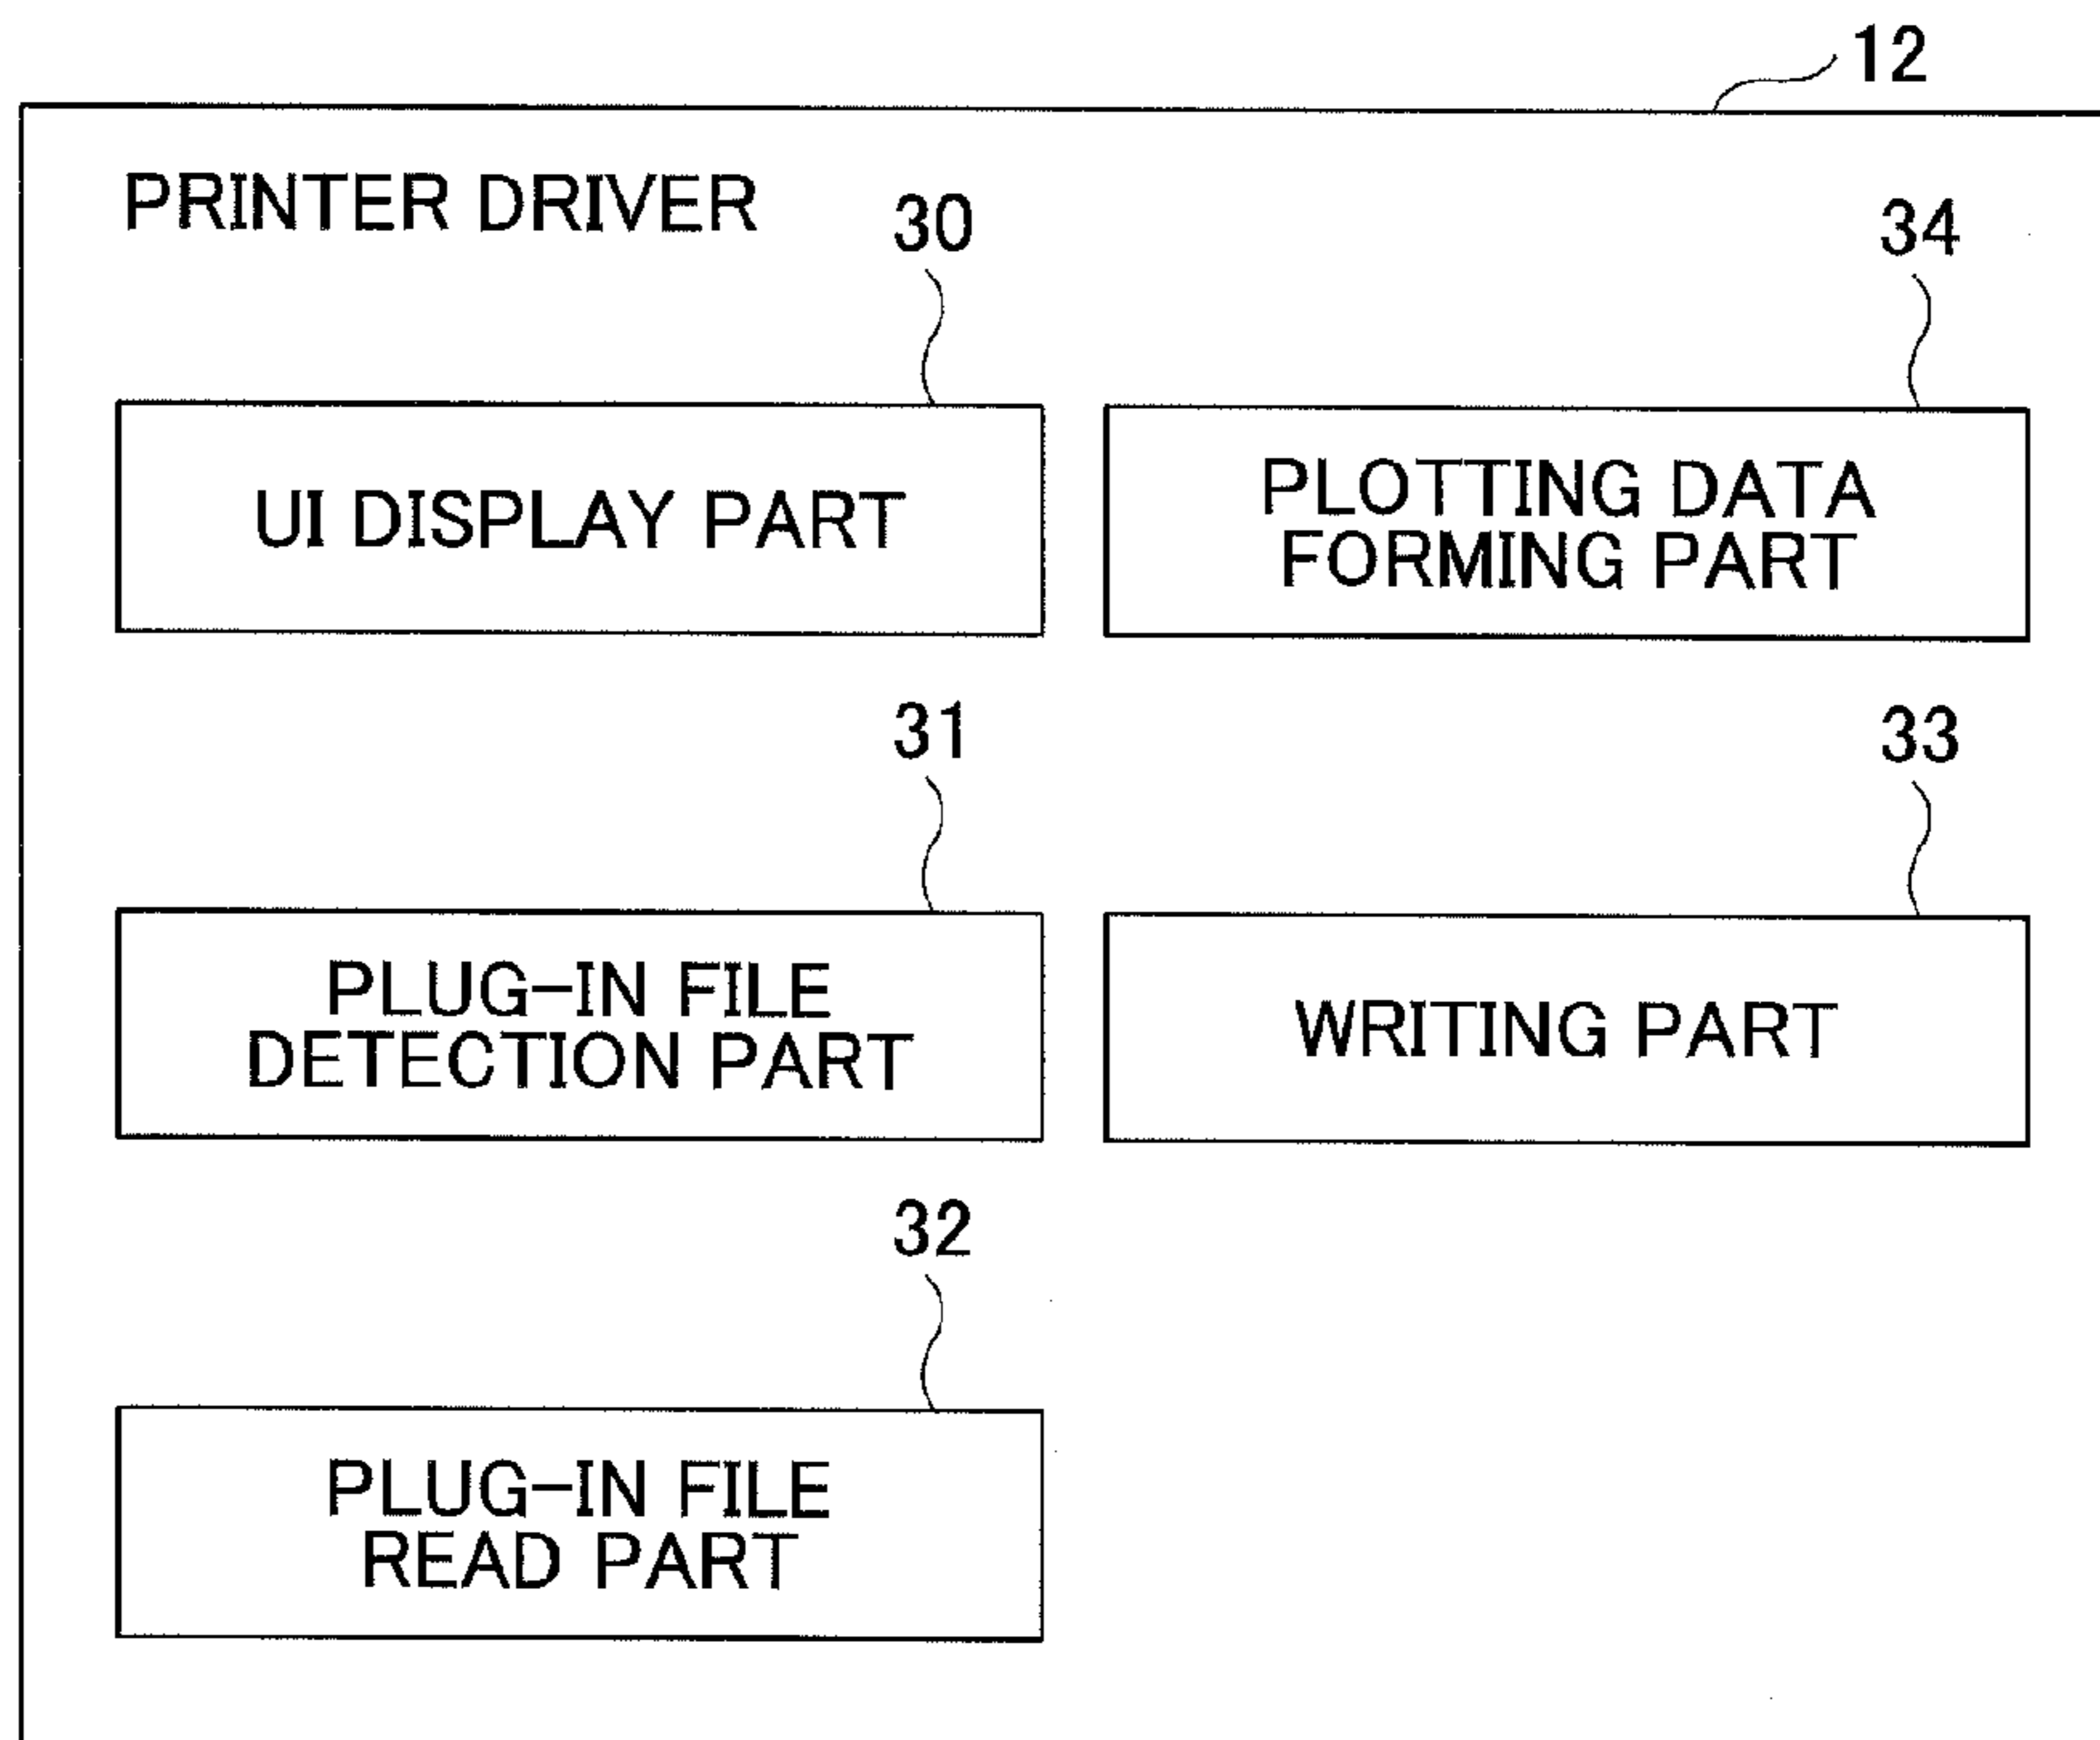 12
PRINTER DRIVER
30
34
UI DISPLAY PART
PLOTTING DATA
FORMING PART
31
33
PLUG-IN FILE
DETECTION PART
WRITING PART
32
PLUG-IN FILE
READ PART